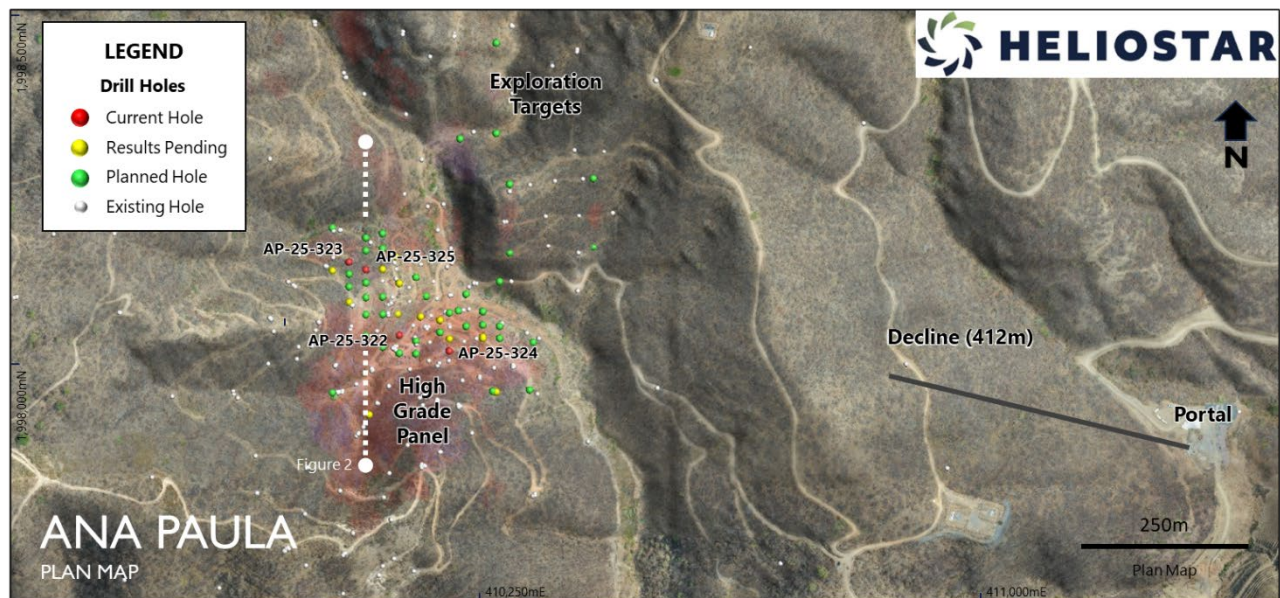 LEGEND
Drill Holes
Current Hole
Results Pending
Planned Hole
Existing Hole
HELIOSTAR
N
1,998,500mN
Exploration
Targets
AP-25-323
AP-25-325
AP-25-322
AP-25-324
Decline (412m)
High
Grade
Panel
Portal
1,998,000mN
Figure 2
ANA PAULA
PLAN MAP
250m
Plan Map
410,250mE
411,000mE